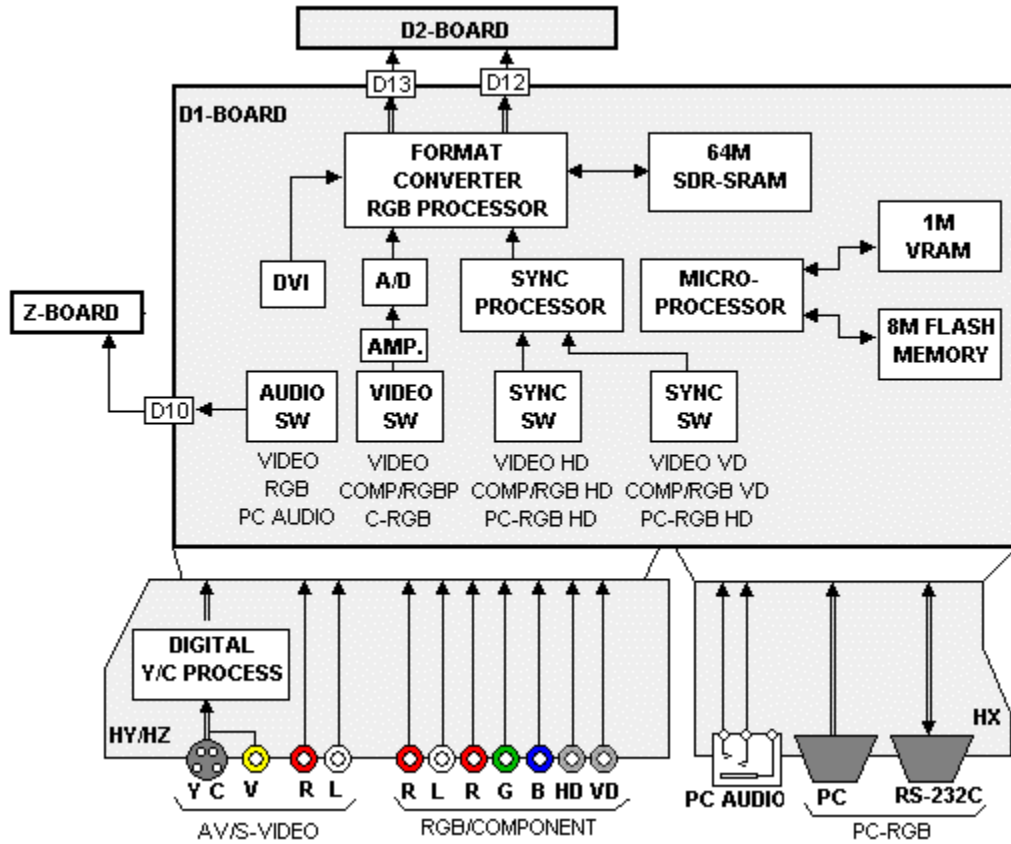 D2-BOARD
D13
D12
D1-BOARD
FORMAT
CONVERTER
RGB PROCESSOR
64M
SDR-SRAM
1M
VRAM
DVI
A/D
SYNC
PROCESSOR
MICRO-
PROCESSOR
Z-BOARD
8M FLASH
MEMORY
AMP.
D10
AUDIO
SW
VIDEO
SW
SYNC
SW
SYNC
SW
VIDEO
RGB
PC AUDIO
VIDEO
COMP/RGBP
C-RGB
VIDEO HD
COMP/RGB HD
PC-RGB HD
VIDEO VD
COMP/RGB VD
PC-RGB HD
DIGITAL
Y/C PROCESS
HY/HZ
HX
Y C V R L
R L R G B HD VD
PC AUDIO
PC
RS-232C
AV/S-VIDEO
RGB/COMPONENT
PC-RGB